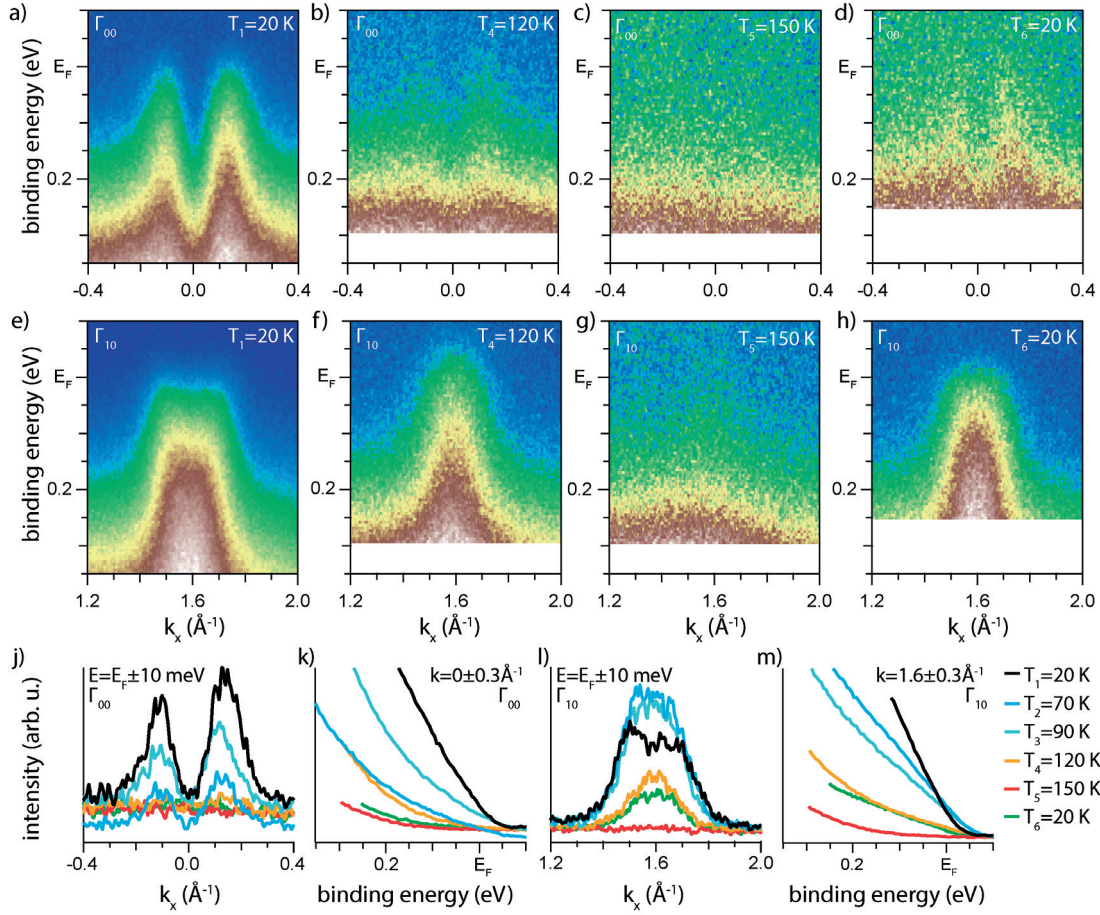 a) b) c) d)
Γ00 T1=20 K Γ00 T4=120 K Γ00 T5=150 K Γ00 T6=20 K
binding energy (eV)
EF EF
0.2 0.2 0.2 0.2
-0.4 0.0 0.4 -0.4 0.0 0.4 -0.4 0.0 0.4 -0.4 0.0 0.4
e) f) g) h)
Γ10 T1=20 K Γ10 T4=120 K Γ10 T5=150 K Γ10 T6=20 K
binding energy (eV)
EF EF EF EF
0.2 0.2 0.2 0.2
1.2 1.6 2.0 1.2 1.6 2.0 1.2 1.6 2.0 1.2 1.6 2.0
kx (Å-1) kx (Å-1) kx (Å-1) kx (Å-1)
j) k) l) m)
E=EF±10 meV k=0±0.3Å-1 E=EF±10 meV k=1.6±0.3Å-1
Γ00 Γ00 Γ10 Γ10
intensity (arb. u.)
T1=20 K
T2=70 K
T3=90 K
T4=120 K
T5=150 K
T6=20 K
-0.4 0.0 0.4 0.2 EF 1.2 1.6 2.0 0.2 EF
kx (Å-1) binding energy (eV) kx (Å-1) binding energy (eV)